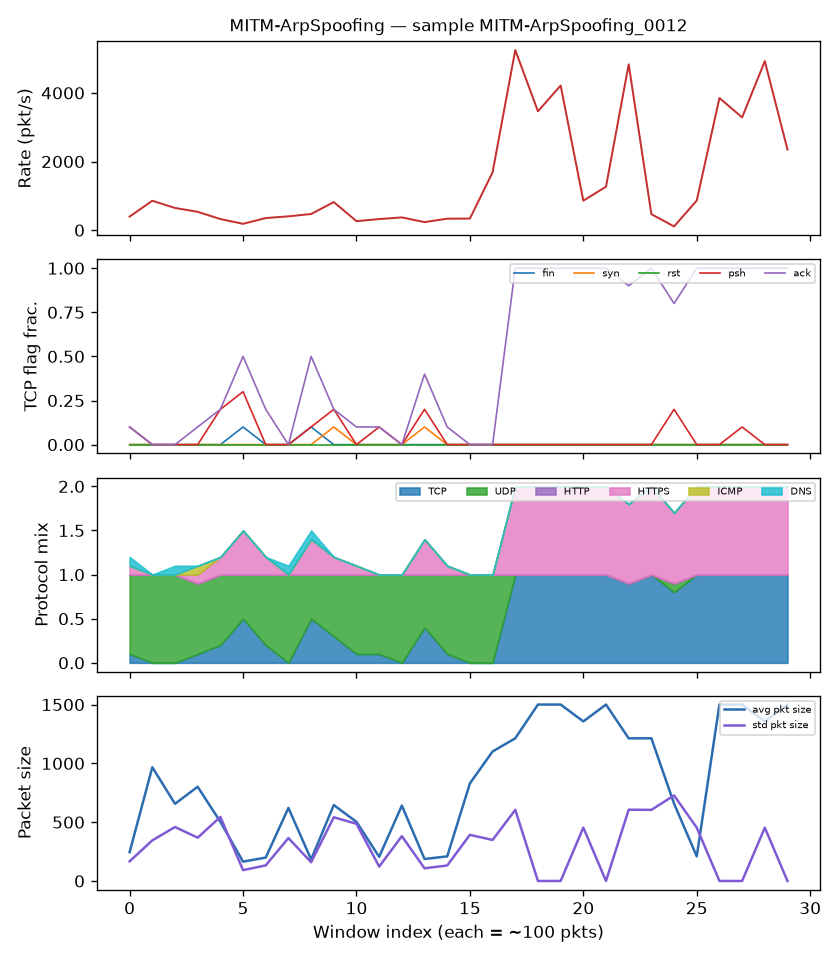 MITM-ArpSpoofing — sample MITM-ArpSpoofing_0012
Rate (pkt/s)
4000
2000
0
TCP flag frac.
1.00
0.75
0.50
0.25
0.00
fin syn rst psh ack
Protocol mix
2.0
1.5
1.0
0.5
0.0
TCP UDP HTTP HTTPS ICMP DNS
Packet size
1500
1000
500
0
avg pkt size
std pkt size
0 5 10 15 20 25 30
Window index (each = ~100 pkts)